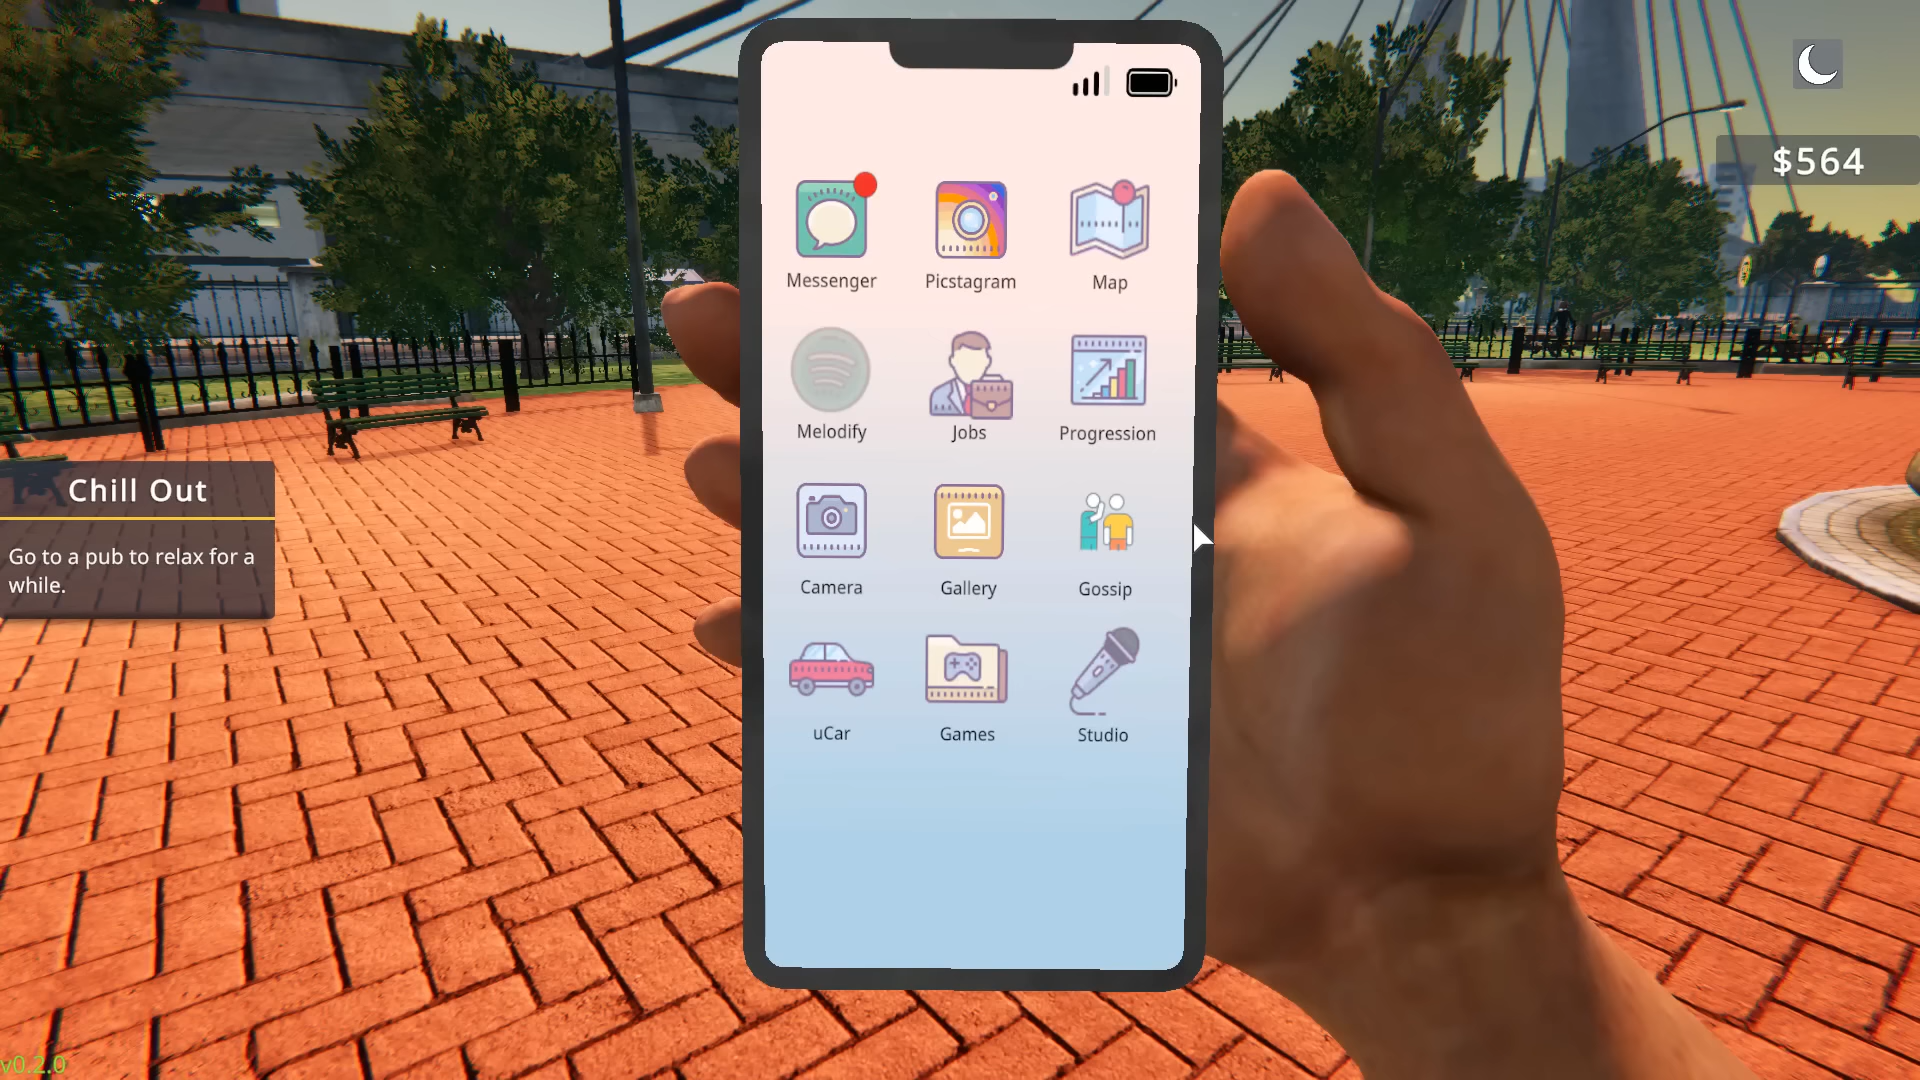 $564
Messenger
Picstagram
Map
Melodify
Jobs
Progression
Chill Out
Go to a pub to relax for a
while.
Camera
Gallery
Gossip
uCar
Games
Studio
v0.2.0